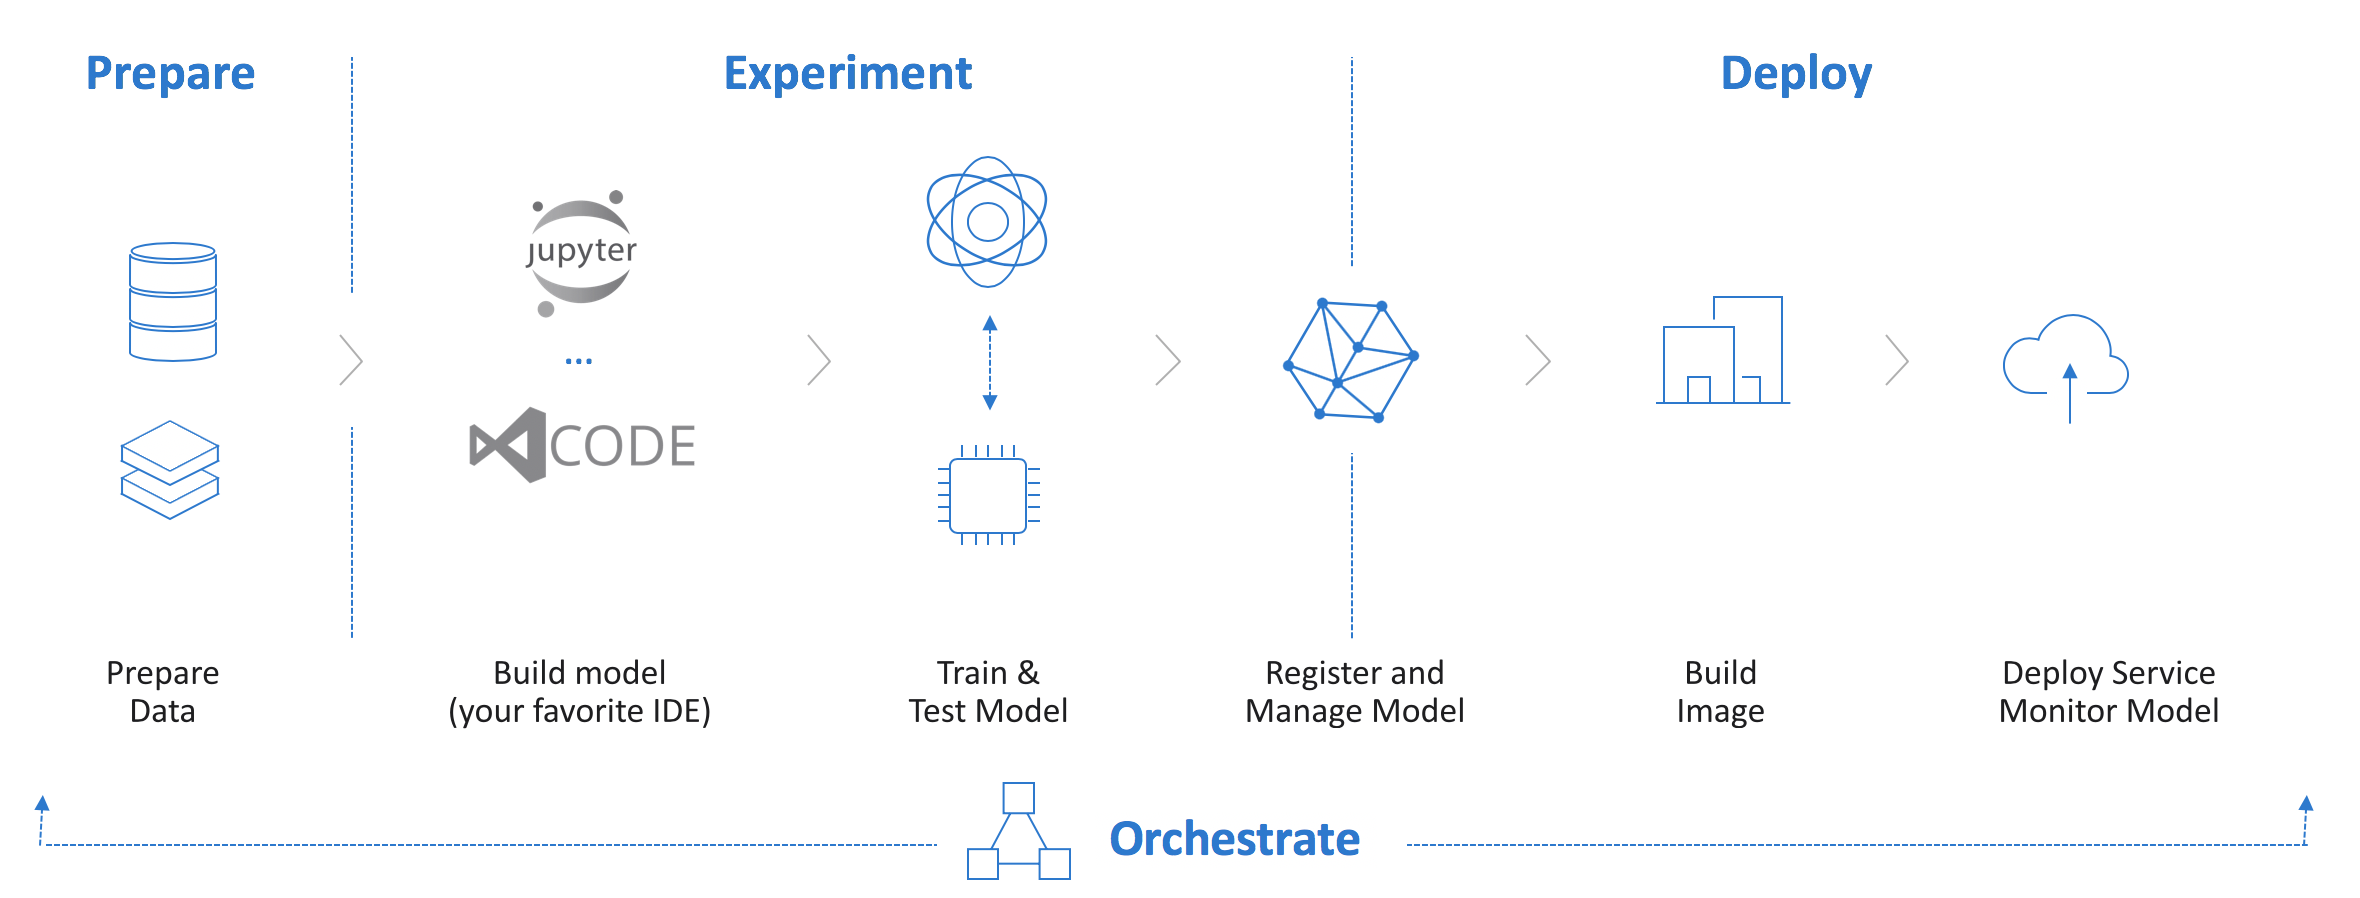 Prepare
Experiment
Deploy
jupyter
...
CODE
Prepare
Data
Build model
(your favorite IDE)
Train &
Test Model
Register and
Manage Model
Build
Image
Deploy Service
Monitor Model
Orchestrate